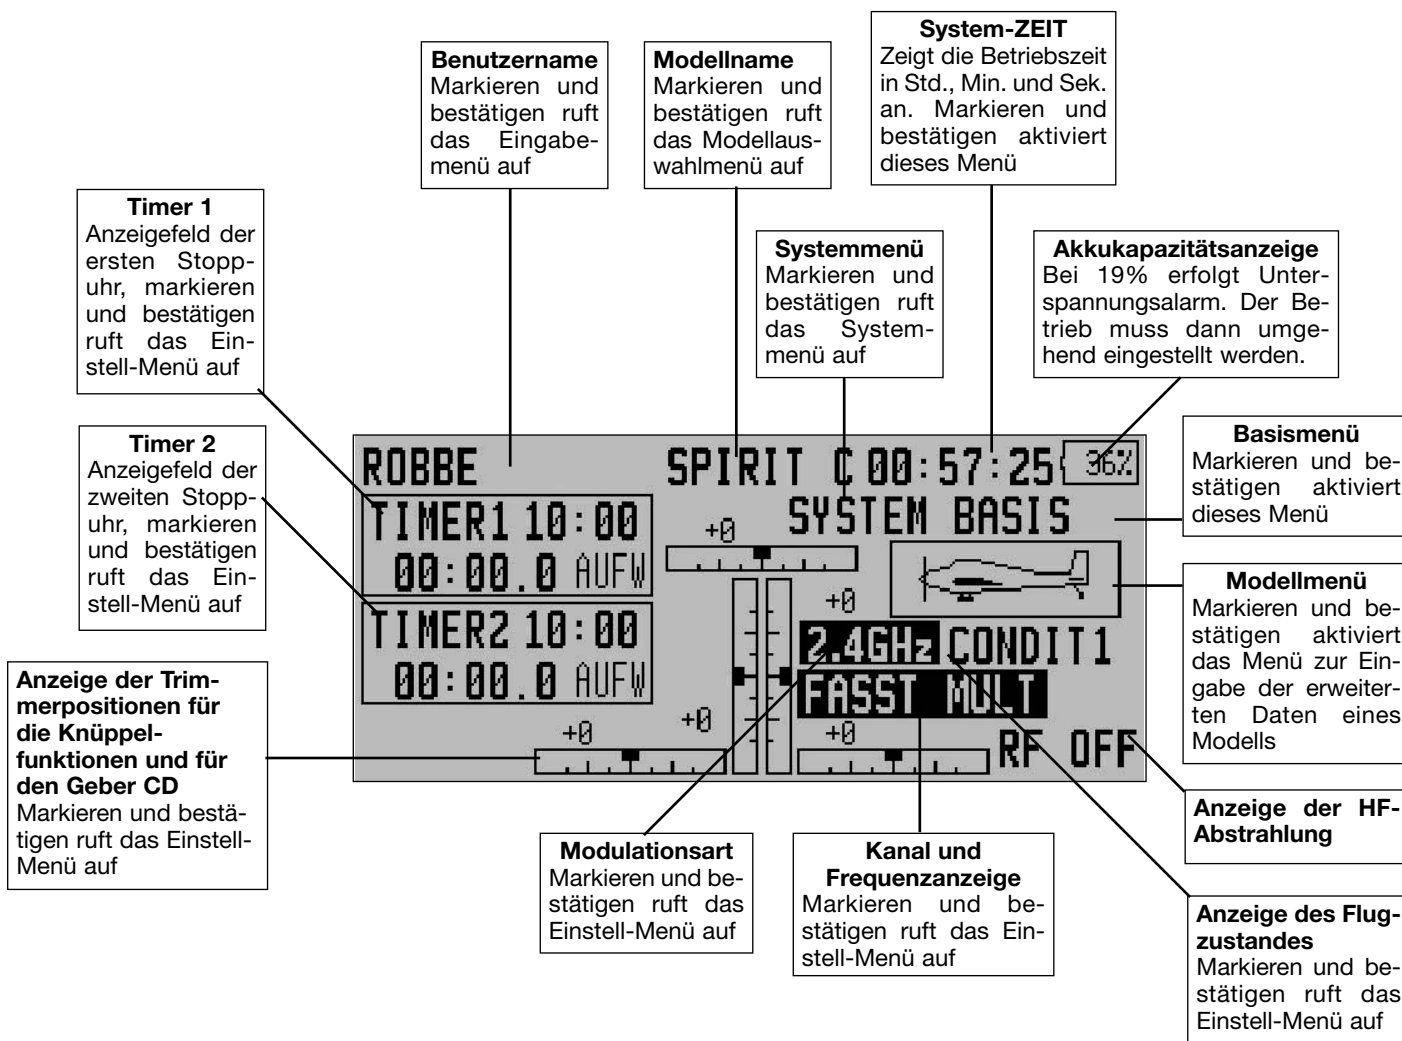 System-ZEIT
Zeigt die Betriebszeit
in Std., Min. und Sek.
an. Markieren und
bestätigen aktiviert
dieses Menü
Benutzername
Markieren und
bestätigen ruft
das Eingabe-
menü auf
Modellname
Markieren und
bestätigen ruft
das Modellaus-
wahlmenü auf
Timer 1
Anzeigefeld der
ersten Stopp-
uhr, markieren
und bestätigen
ruft das Ein-
stell-Menü auf
Systemmenü
Markieren und
bestätigen ruft
das System-
menü auf
Akkukapazitätsanzeige
Bei 19% erfolgt Unter-
spannungsalarm. Der Be-
trieb muss dann umge-
hend eingestellt werden.
Timer 2
Anzeigefeld der
zweiten Stopp-
uhr, markieren
und bestätigen
ruft das Ein-
stell-Menü auf
Basismenü
Markieren und be-
stätigen aktiviert
dieses Menü
ROBBE SPIRIT C 00:57:25 36%
TIMER1 10:00
00:00.0 AUFW
+0
SYSTEM BASIS
TIMER2 10:00
00:00.0 AUFW
+0
2.4GHz CONDIT1
FASST MULT
+0
+0
+0
RF OFF
Modellmenü
Markieren und be-
stätigen aktiviert
das Menü zur Ein-
gabe der erweiter-
ten Daten eines
Modells
Anzeige der Trim-
merpositionen für
die Knüppel-
funktionen und für
den Geber CD
Markieren und bestä-
tigen ruft das Einstell-
Menü auf
Anzeige der HF-
Abstrahlung
Modulationsart
Markieren und be-
stätigen ruft das
Einstell-Menü auf
Kanal und
Frequenzanzeige
Markieren und be-
stätigen ruft das Ein-
stell-Menü auf
Anzeige des Flug-
zustandes
Markieren und be-
stätigen ruft das
Einstell-Menü auf